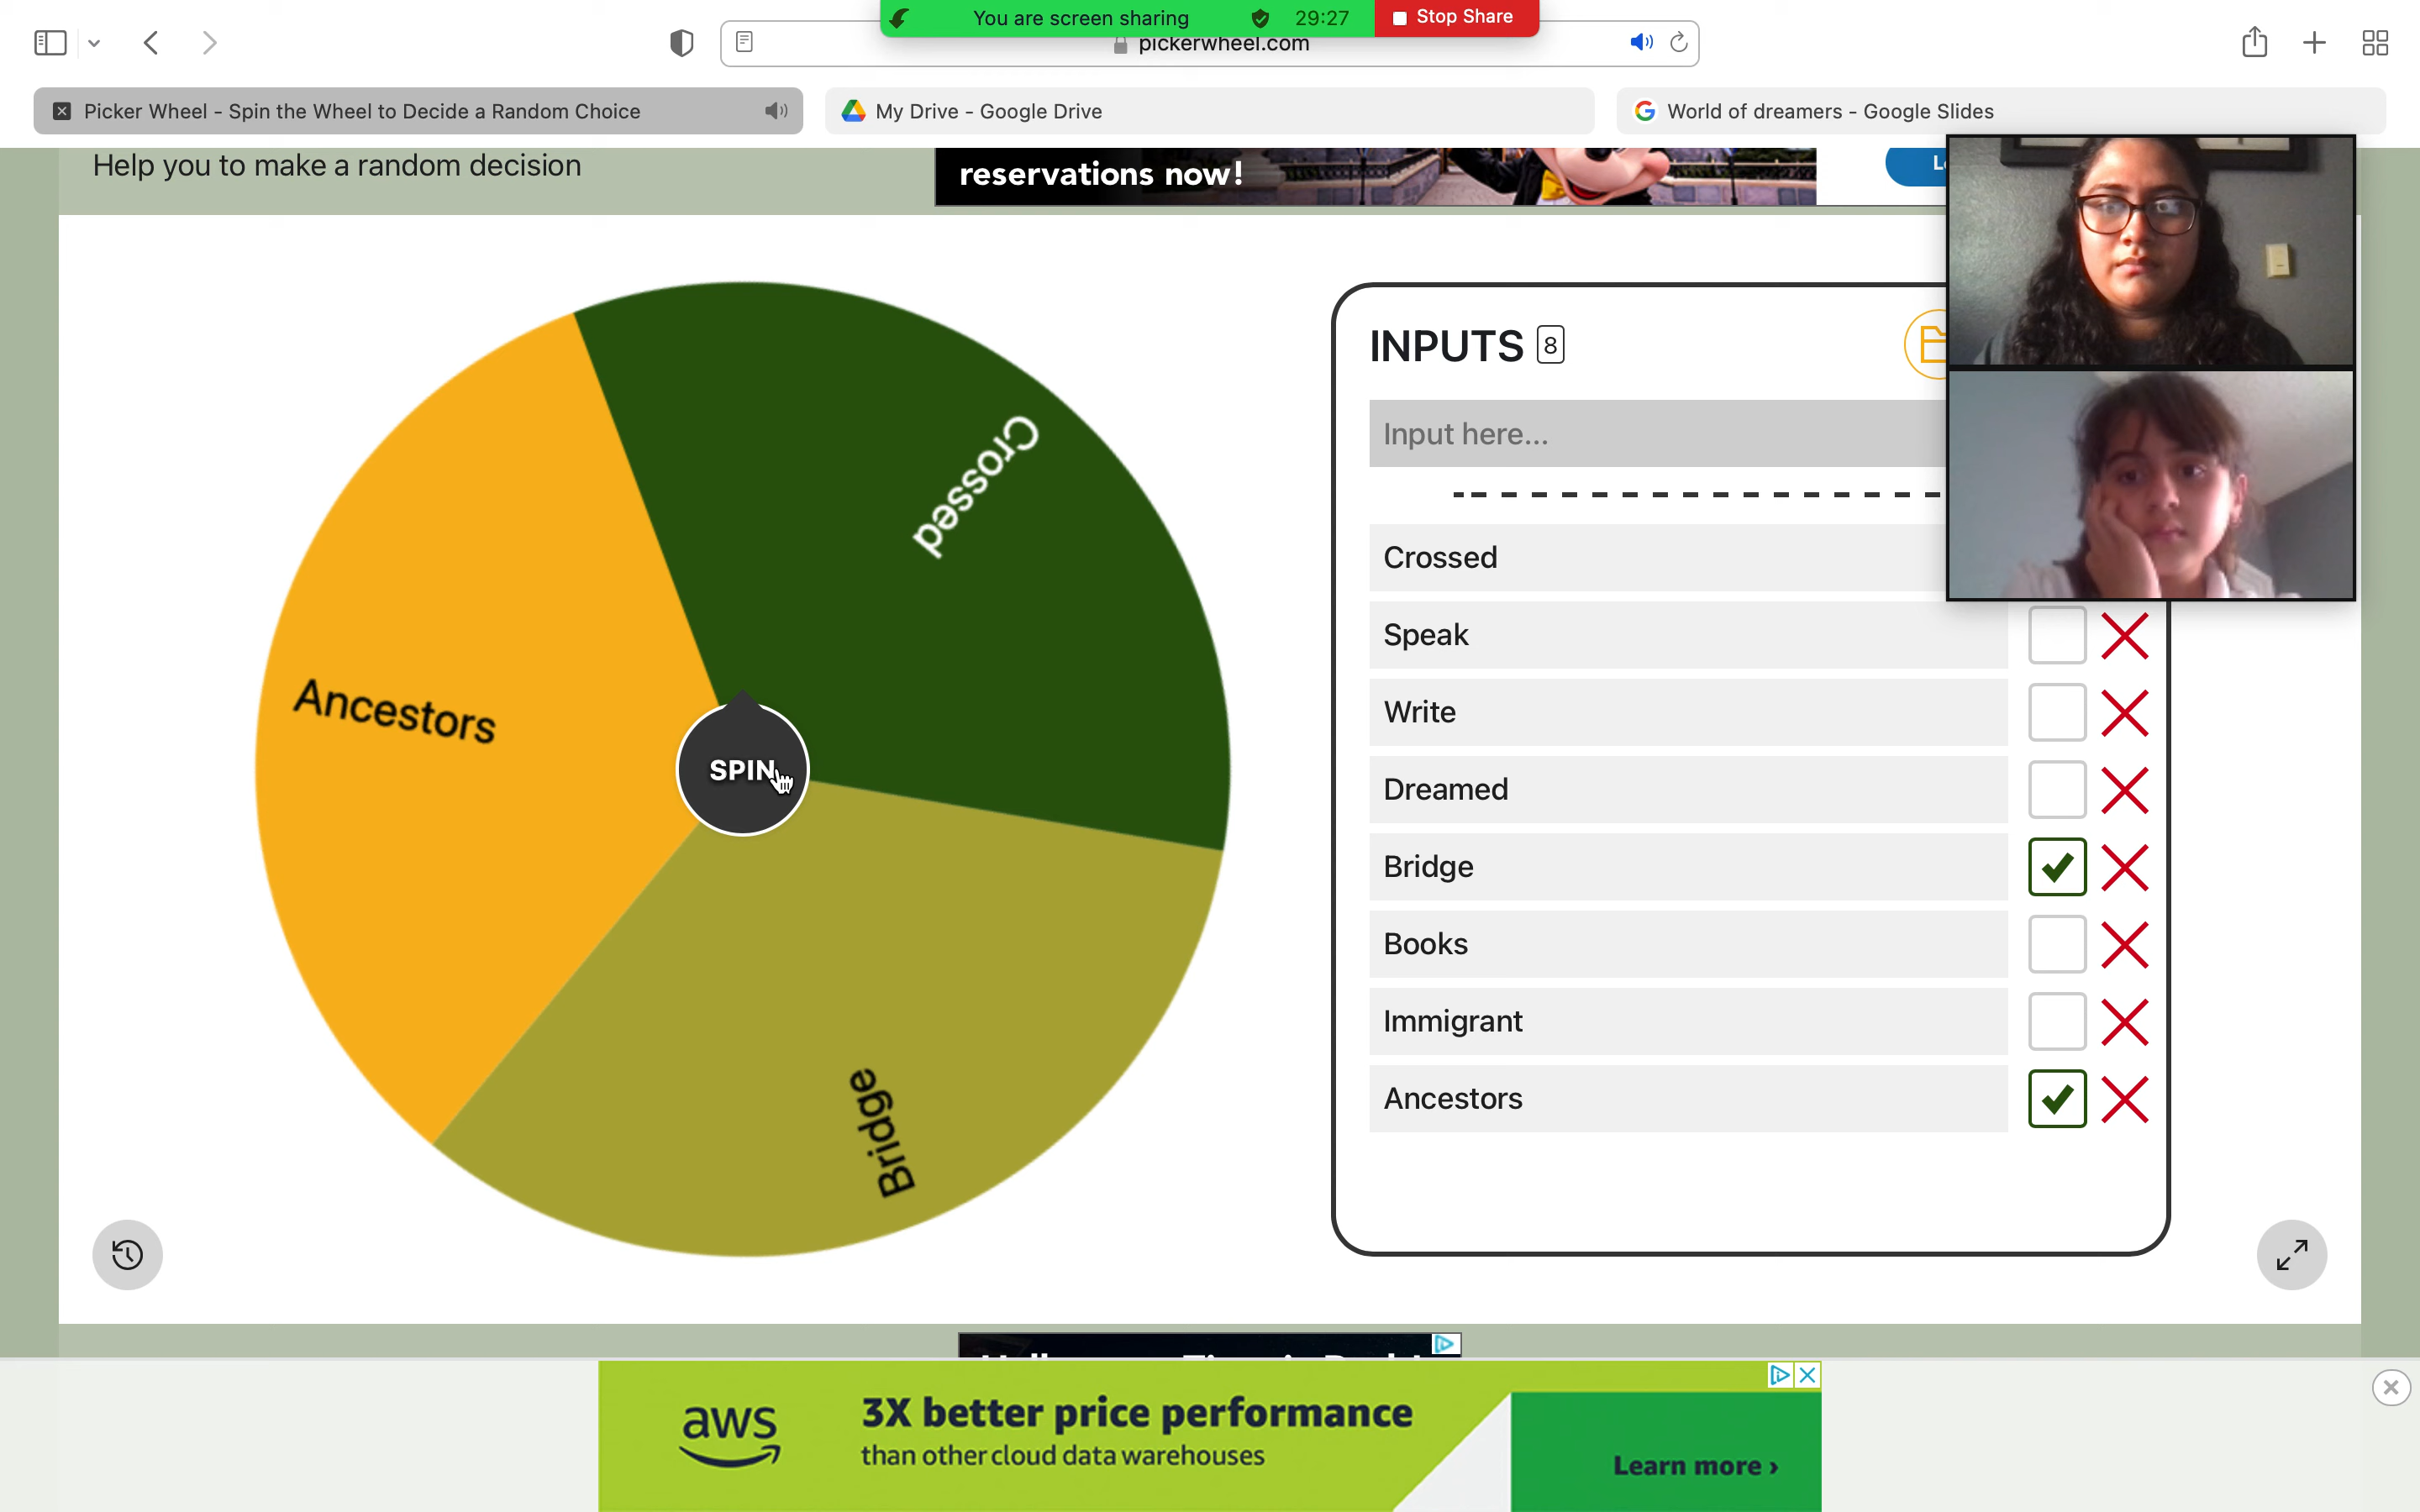 You are screen sharing 29:27 Stop Share
pickerwheel.com
Picker Wheel - Spin the Wheel to Decide a Random Choice
My Drive - Google Drive
World of dreamers - Google Slides
Help you to make a random decision
reservations now!
Crossed
Ancestors
SPIN
Bridge
INPUTS 8
Input here...
Crossed
Speak
Write
Dreamed
Bridge
Books
Immigrant
Ancestors
aws
3X better price performance
than other cloud data warehouses
Learn more ›